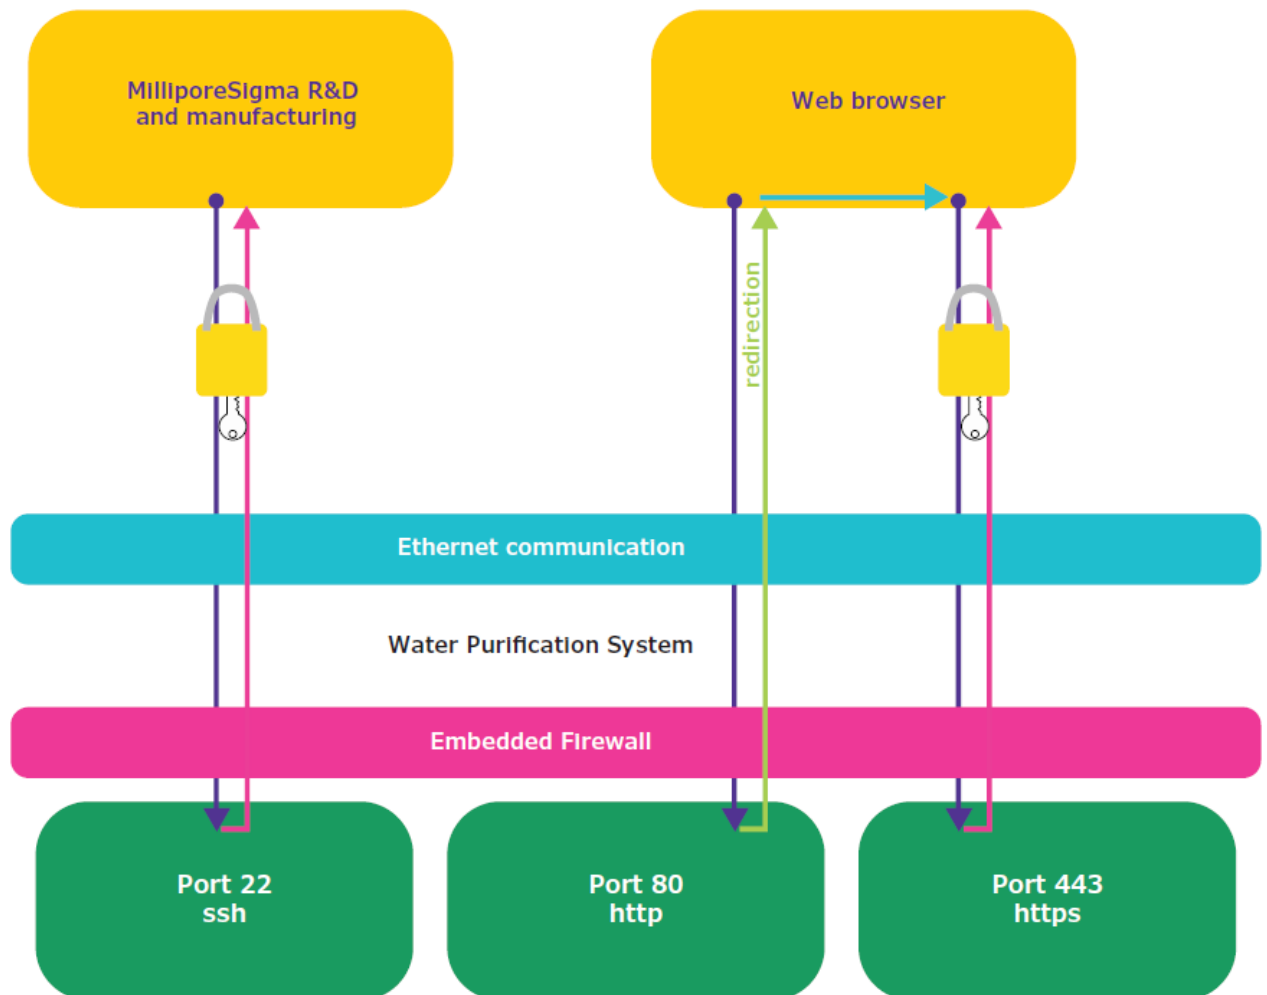 MilliporeSigma R&D
and manufacturing
Web browser
redirection
Ethernet communication
Water Purification System
Embedded Firewall
Port 22
ssh
Port 80
http
Port 443
https